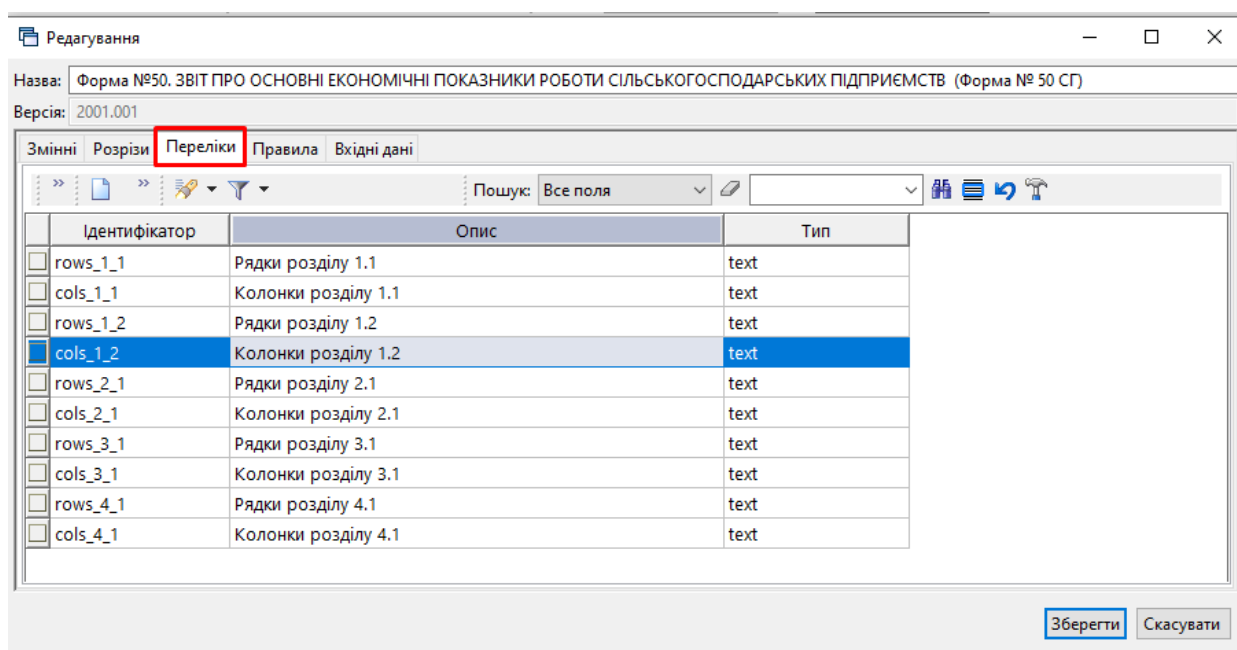 Редагування
Назва: Форма №50. ЗВІТ ПРО ОСНОВНІ ЕКОНОМІЧНІ ПОКАЗНИКИ РОБОТИ СІЛЬСЬКОГОСПОДАРСЬКИХ ПІДПРИЄМСТВ (Форма № 50 СГ)
Версія: 2001.001
Змінні Розрізи Переліки Правила Вхідні дані
Пошук: Все поля
Ідентифікатор Опис Тип
rows_1_1 Рядки розділу 1.1 text
cols_1_1 Колонки розділу 1.1 text
rows_1_2 Рядки розділу 1.2 text
cols_1_2 Колонки розділу 1.2 text
rows_2_1 Рядки розділу 2.1 text
cols_2_1 Колонки розділу 2.1 text
rows_3_1 Рядки розділу 3.1 text
cols_3_1 Колонки розділу 3.1 text
rows_4_1 Рядки розділу 4.1 text
cols_4_1 Колонки розділу 4.1 text
Зберегти Скасувати